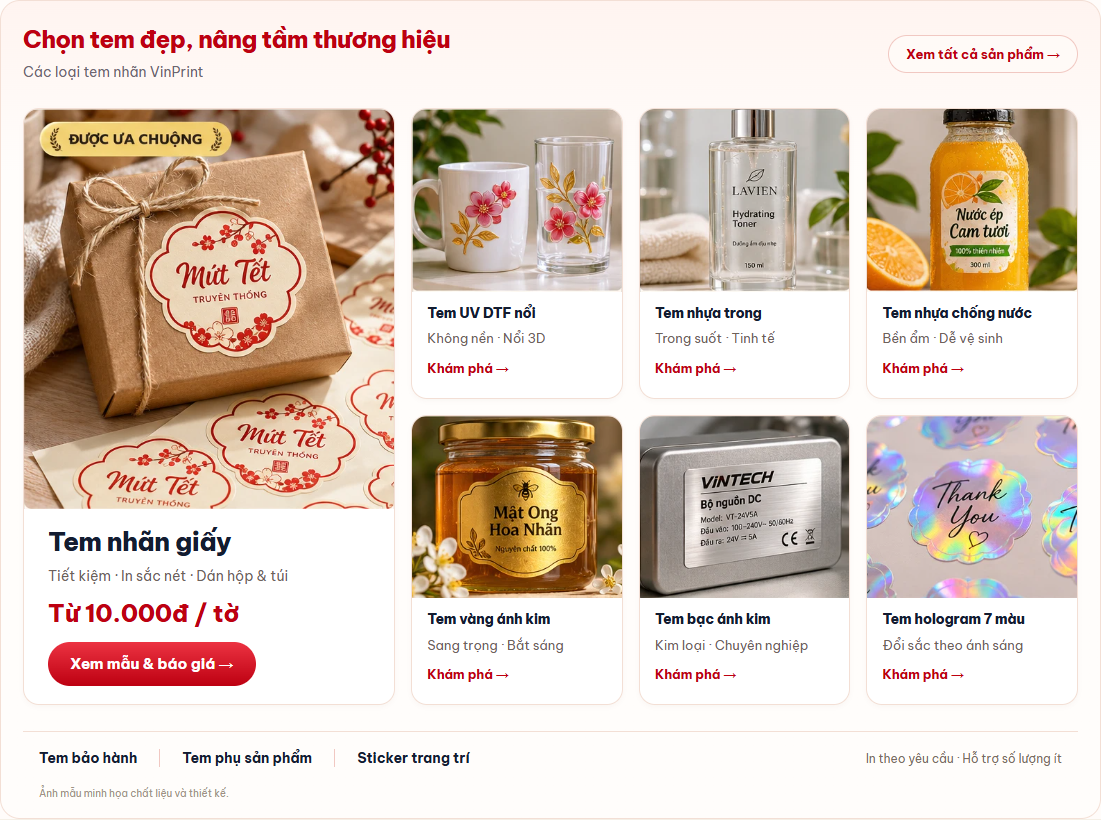 Chọn tem đẹp, nâng tầm thương hiệu
Các loại tem nhãn VinPrint
Xem tất cả sản phẩm →
ĐƯỢC ƯA CHUỘNG
Mứt Tết
TRUYỀN THỐNG
Mứt Tết
TRUYỀN THỐNG
Mứt Tết
TRUYỀN THỐNG
Tem nhãn giấy
Tiết kiệm · In sắc nét · Dán hộp & túi
Từ 10.000đ / tờ
Xem mẫu & báo giá →
Tem UV DTF nổi
Không nền · Nổi 3D
Khám phá →
LAVIEN
Hydrating
Toner
Dưỡng ẩm dịu nhẹ
150 ml
Tem nhựa trong
Trong suốt · Tinh tế
Khám phá →
Nước ép
Cam tươi
100% thiên nhiên
300 ml
Tem nhựa chống nước
Bền ẩm · Dễ vệ sinh
Khám phá →
Mật Ong
Hoa Nhãn
Nguyên chất 100%
Tem vàng ánh kim
Sang trọng · Bắt sáng
Khám phá →
ViNTECH
Bộ nguồn DC
Model: VT-24V5A
Đầu vào: 100-240V~ 50/60Hz
Đầu ra: 24V ⎓ 5A
CE
Tem bạc ánh kim
Kim loại · Chuyên nghiệp
Khám phá →
Thank
You
Tem hologram 7 màu
Đổi sắc theo ánh sáng
Khám phá →
Tem bảo hành
Tem phụ sản phẩm
Sticker trang trí
In theo yêu cầu · Hỗ trợ số lượng ít
Ảnh mẫu minh họa chất liệu và thiết kế.